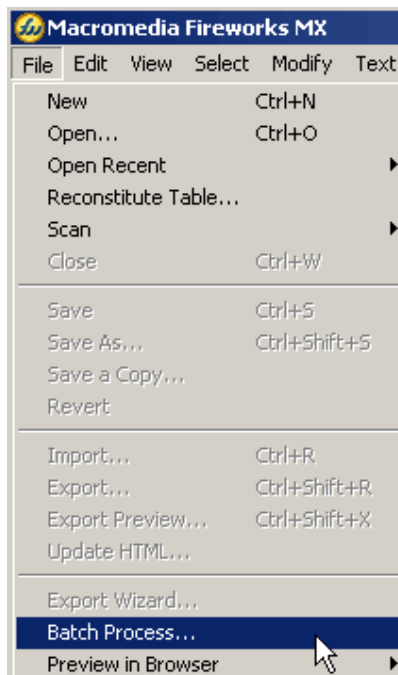 Macromedia Fireworks MX
File Edit View Select Modify Text
New Ctrl+N
Open... Ctrl+O
Open Recent
Reconstitute Table...
Scan
Close Ctrl+W
Save Ctrl+S
Save As... Ctrl+Shift+S
Save a Copy...
Revert
Import... Ctrl+R
Export... Ctrl+Shift+R
Export Preview... Ctrl+Shift+X
Update HTML...
Export Wizard...
Batch Process...
Preview in Browser